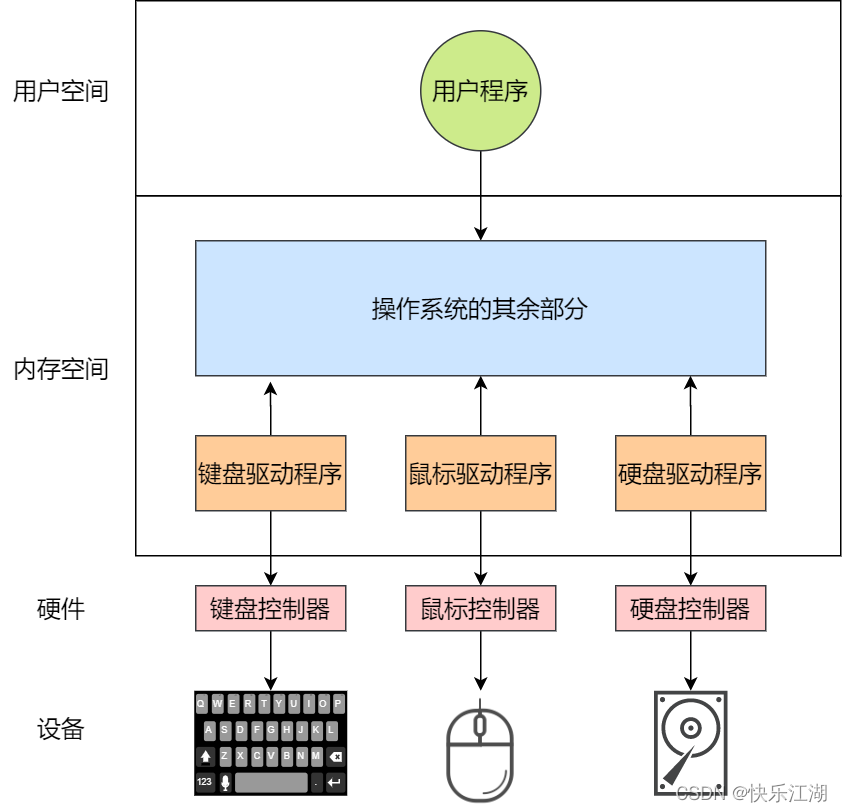 用户空间
用户程序
操作系统的其余部分
内存空间
键盘驱动程序
鼠标驱动程序
硬盘驱动程序
硬件
键盘控制器
鼠标控制器
硬盘控制器
设备
Q W E R T Y U I O P
A S D F G H J K L
Z X C V B N M
123 .
CSDN @快乐江湖